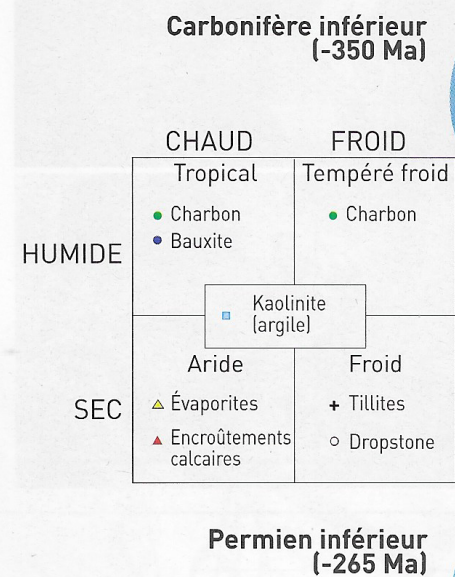 Carbonifère inférieur
(-350 Ma)
CHAUD
FROID
Tropical
Tempéré froid
Charbon
Charbon
Bauxite
HUMIDE
Kaolinite
(argile)
Aride
Froid
SEC
Évaporites
Tillites
Encroûtements
calcaires
Dropstone
Permien inférieur
(-265 Ma)